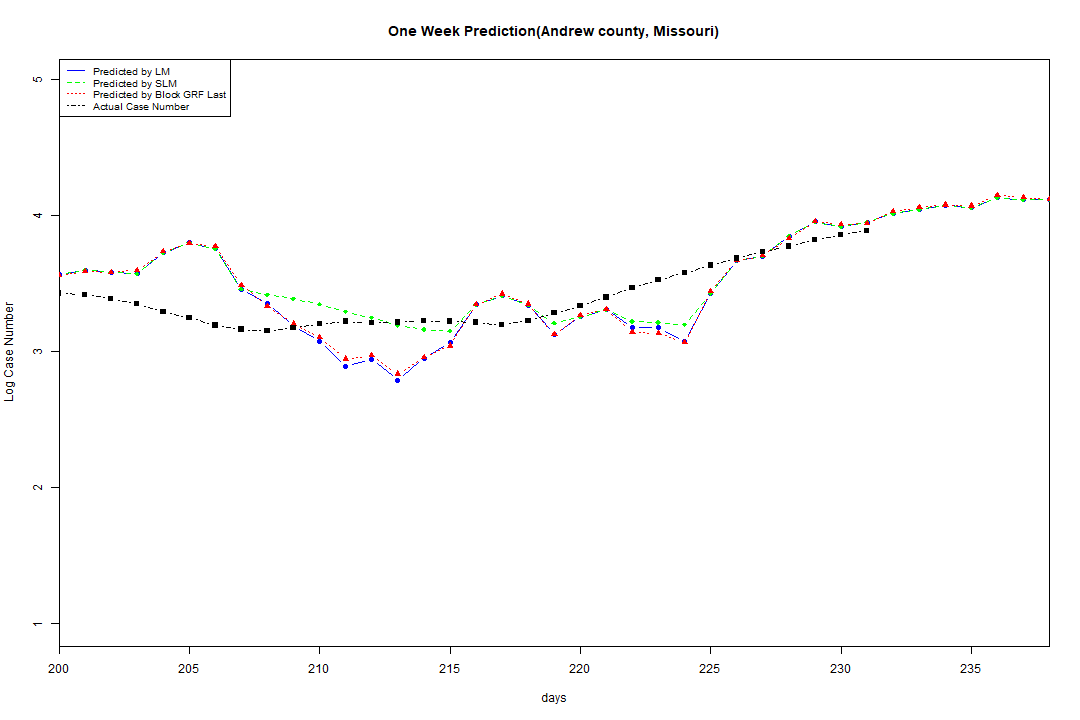 One Week Prediction(Andrew county, Missouri)
Predicted by LM
Predicted by SLM
Predicted by Block GRF Last
Actual Case Number
5
4
3
2
1
Log Case Number
200 205 210 215 220 225 230 235
days